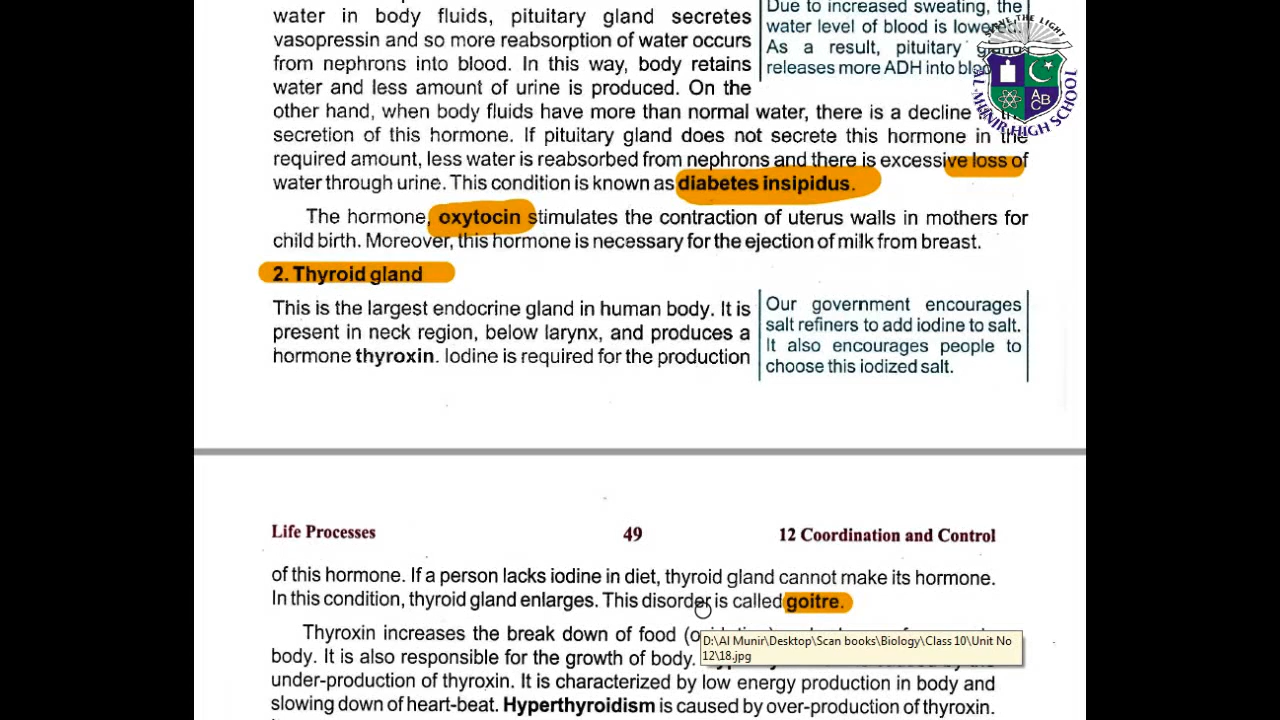 water in body fluids, pituitary gland secretes
vasopressin and so more reabsorption of water occurs
from nephrons into blood. In this way, body retains
water and less amount of urine is produced. On the
other hand, when body fluids have more than normal water, there is a decline
secretion of this hormone. If pituitary gland does not secrete this hormone in the
required amount, less water is reabsorbed from nephrons and there is excessive loss of
water through urine. This condition is known as diabetes insipidus.
Due to increased sweating, the
water level of blood is lowered.
As a result, pituitary gland
releases more ADH into
THE LIGHT
ABC
AL-MUNIR HIGH SCHOOL
The hormone, oxytocin stimulates the contraction of uterus walls in mothers for
child birth. Moreover, this hormone is necessary for the ejection of milk from breast.
2. Thyroid gland
This is the largest endocrine gland in human body. It is
present in neck region, below larynx, and produces a
hormone thyroxin. Iodine is required for the production
Our government encourages
salt refiners to add iodine to salt.
It also encourages people to
choose this iodized salt.
Life Processes 49 12 Coordination and Control
of this hormone. If a person lacks iodine in diet, thyroid gland cannot make its hormone.
In this condition, thyroid gland enlarges. This disorder is called goitre.
Thyroxin increases the break down of food
body. It is also responsible for the growth of body.
D:\Al Munir\Desktop\Scan books\Biology\Class 10\Unit No
12\18.jpg
under-production of thyroxin. It is characterized by low energy production in body and
slowing down of heart-beat. Hyperthyroidism is caused by over-production of thyroxin.